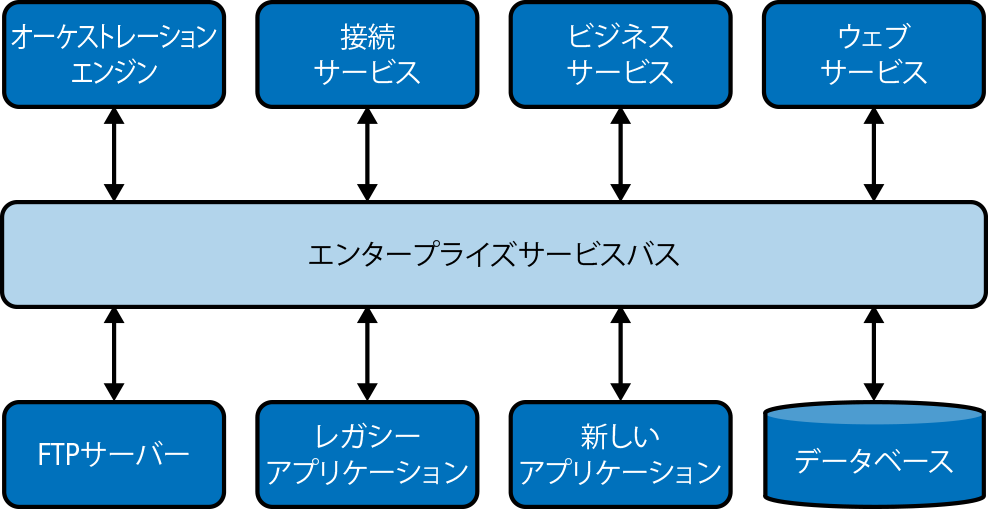 オーケストレーション
エンジン
接続
サービス
ビジネス
サービス
ウェブ
サービス
エンタープライズサービスバス
FTPサーバー
レガシー
アプリケーション
新しい
アプリケーション
データベース